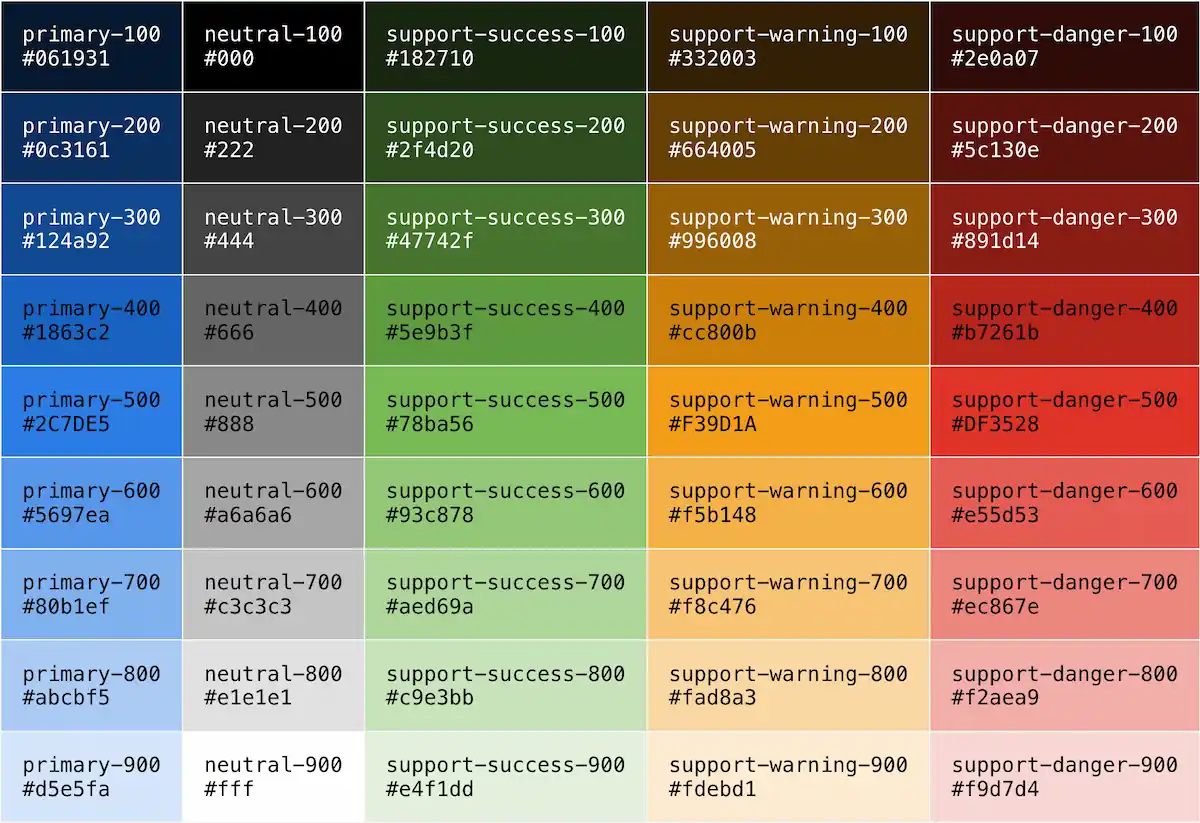 primary-100
#061931
neutral-100
#000
support-success-100
#182710
support-warning-100
#332003
support-danger-100
#2e0a07
primary-200
#0c3161
neutral-200
#222
support-success-200
#2f4d20
support-warning-200
#664005
support-danger-200
#5c130e
primary-300
#124a92
neutral-300
#444
support-success-300
#47742f
support-warning-300
#996008
support-danger-300
#891d14
primary-400
#1863c2
neutral-400
#666
support-success-400
#5e9b3f
support-warning-400
#cc800b
support-danger-400
#b7261b
primary-500
#2C7DE5
neutral-500
#888
support-success-500
#78ba56
support-warning-500
#F39D1A
support-danger-500
#DF3528
primary-600
#5697ea
neutral-600
#a6a6a6
support-success-600
#93c878
support-warning-600
#f5b148
support-danger-600
#e55d53
primary-700
#80b1ef
neutral-700
#c3c3c3
support-success-700
#aed69a
support-warning-700
#f8c476
support-danger-700
#ec867e
primary-800
#abcbf5
neutral-800
#e1e1e1
support-success-800
#c9e3bb
support-warning-800
#fad8a3
support-danger-800
#f2aea9
primary-900
#d5e5fa
neutral-900
#fff
support-success-900
#e4f1dd
support-warning-900
#fdebd1
support-danger-900
#f9d7d4